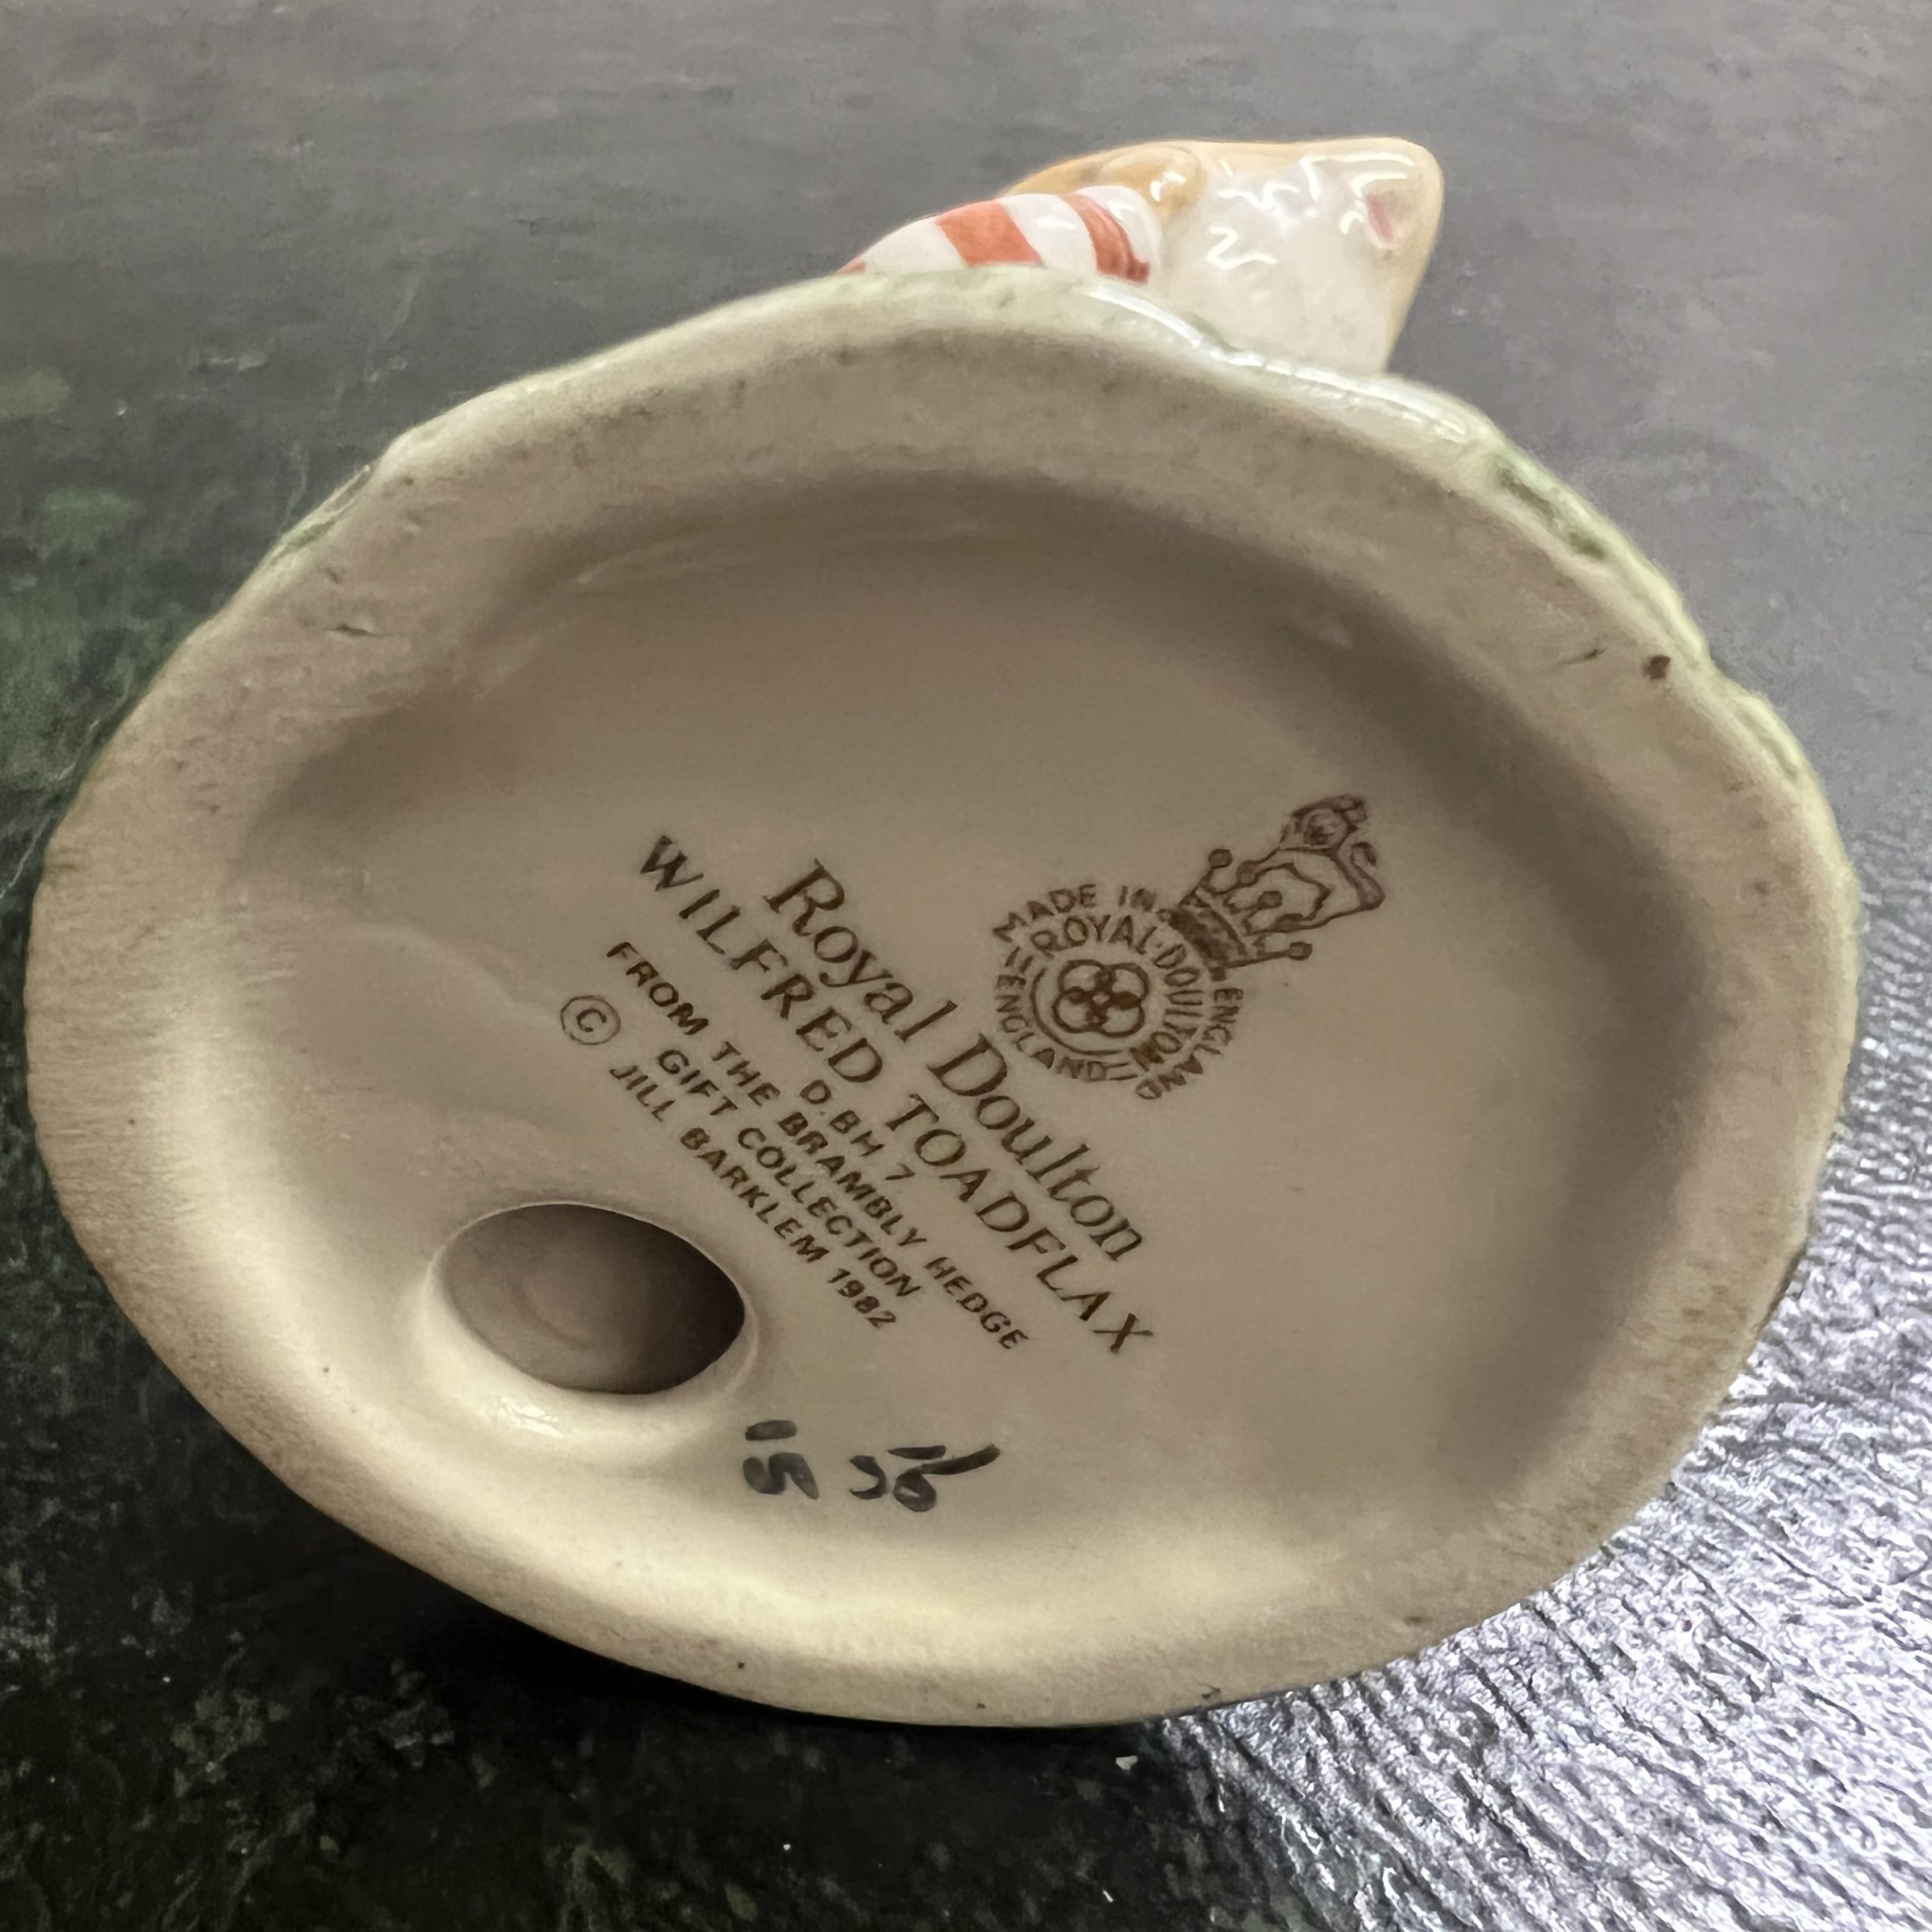 MADE IN ENGLAND
ROYAL·DOULTON
ENGLAND
Royal Doulton
WILFRED TOADFLAX
D.BH 7
FROM THE BRAMBLY HEDGE
GIFT COLLECTION
© JILL BARKLEM 1982